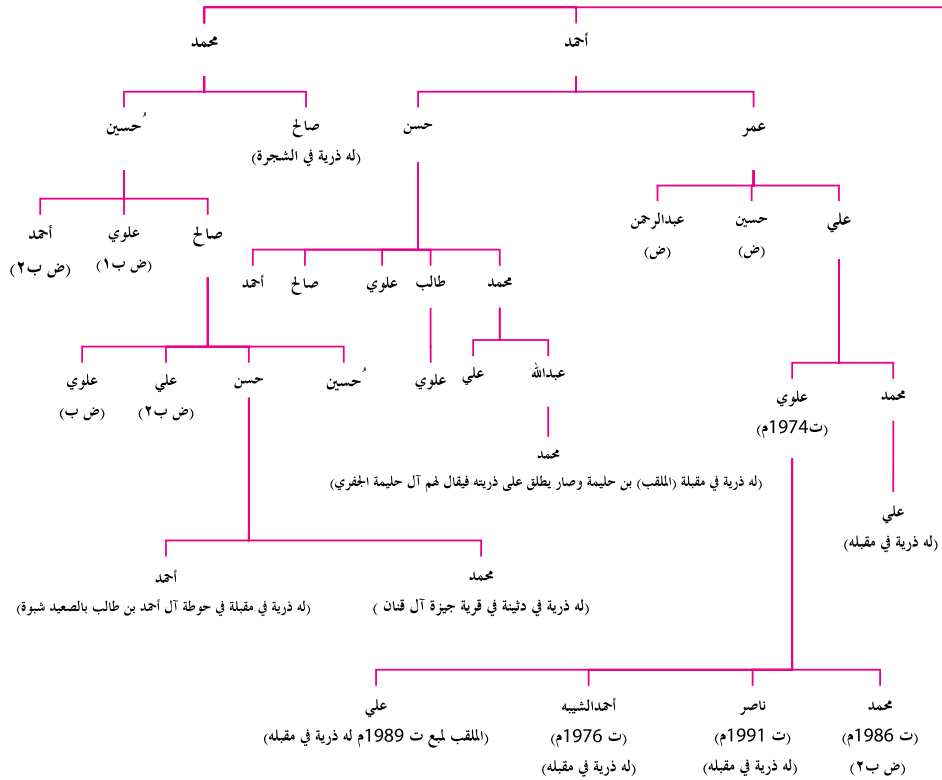 أحمد
محمد
عمر
حسن
صالح
(له ذرية في الشجرة)
حُسين
علي
حسين
(ض)
عبدالرحمن
(ض)
محمد
طالب
علوي
صالح
أحمد
صالح
علوي
(ض ب١)
أحمد
(ض ب٢)
محمد
علوي
(ت1974م)
عبدالله
علي
علوي
حُسين
حسن
علي
(ض ب٢)
علوي
(ض ب)
محمد
(له ذرية في مقبلة (الملقب) بن حليمة وصار يطلق على ذريته فيقال لهم آل حليمة الجفري)
علي
(له ذرية في مقبله)
محمد
(له ذرية في دثينة في قرية جيزة آل قنان )
أحمد
(له ذرية في مقبلة في حوطة آل أحمد بن طالب بالصعيد شبوة)
محمد
(ت 1986م)
(ض ب٢)
ناصر
(ت 1991م)
(له ذرية في مقبله)
أحمدالشيبه
(ت 1976م)
(له ذرية في مقبله)
علي
(الملقب لمبع ت 1989م له ذرية في مقبله)